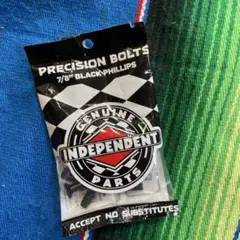 PRECISION BOLTS
7/8" BLACK PHILLIPS
GENUINE
INDEPENDENT
PARTS
ACCEPT NO SUBSTITUTES